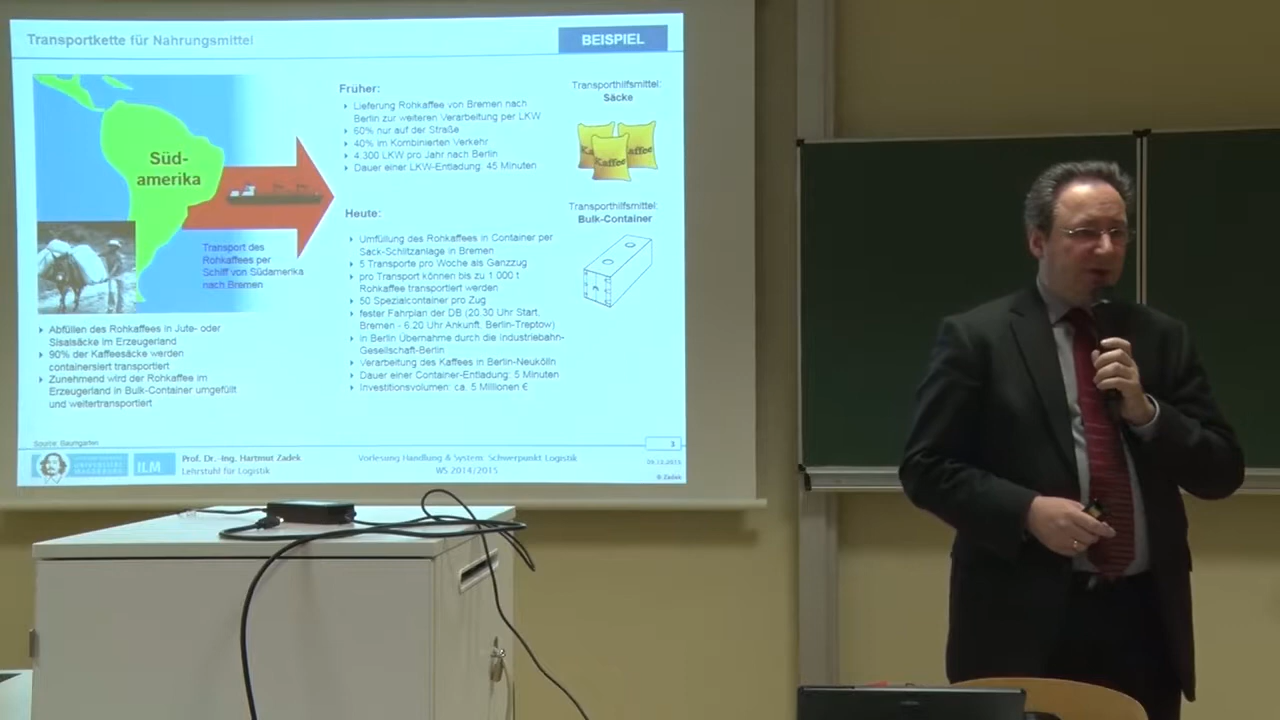 Transportkette für Nahrungsmittel
BEISPIEL
Süd-
amerika
Transport des
Rohkaffees per
Schiff von Südamerika
nach Bremen
Abfüllen des Rohkaffees in Jute- oder
Sisalsäcke im Erzeugerland
90% der Kaffeesäcke werden
containersiert transportiert
Zunehmend wird der Rohkaffee im
Erzeugerland in Bulk-Container umgefüllt
und weitertransportiert
Früher:
Lieferung Rohkaffee von Bremen nach
Berlin zur weiteren Verarbeitung per LKW
60% nur auf der Straße
40% im Kombinierten Verkehr
4.300 LKW pro Jahr nach Berlin
Dauer einer LKW-Entladung: 45 Minuten
Transporthilfsmittel:
Säcke
Kaffee
Heute:
Umfüllung des Rohkaffees in Container per
Sack-Schlitzanlage in Bremen
5 Transporte pro Woche als Ganzzug
pro Transport können bis zu 1.000 t
Rohkaffee transportiert werden
50 Spezialcontainer pro Zug
fester Fahrplan der DB (20.30 Uhr Start,
Bremen - 6.20 Uhr Ankunft, Berlin-Treptow)
in Berlin Übernahme durch die Industriebahn-
Gesellschaft-Berlin
Verarbeitung des Kaffees in Berlin-Neukölln
Dauer einer Container-Entladung: 5 Minuten
Investitionsvolumen: ca. 5 Millionen €
Transporthilfsmittel:
Bulk-Container
Source: Baumgarten
3
ILM
Prof. Dr.-Ing. Hartmut Zadek
Lehrstuhl für Logistik
Vorlesung Handlung & System: Schwerpunkt Logistik
WS 2014/2015
© Zadek